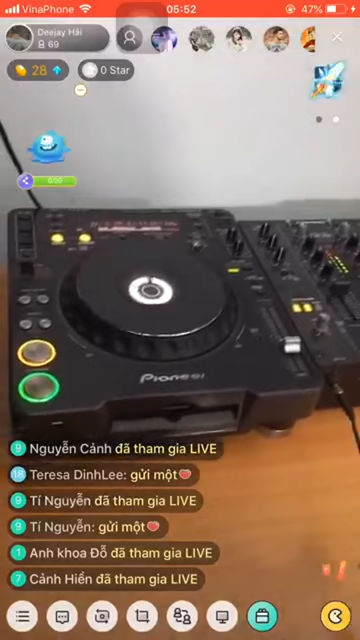 VinaPhone
05:52
47%
Deejay Hải
69
28
0 Star
Pioneer
9 Nguyễn Cảnh đã tham gia LIVE
18 Teresa DinhLee: gửi một
9 Tí Nguyễn đã tham gia LIVE
9 Tí Nguyễn: gửi một
1 Anh khoa Đỗ đã tham gia LIVE
7 Cảnh Hiển đã tham gia LIVE